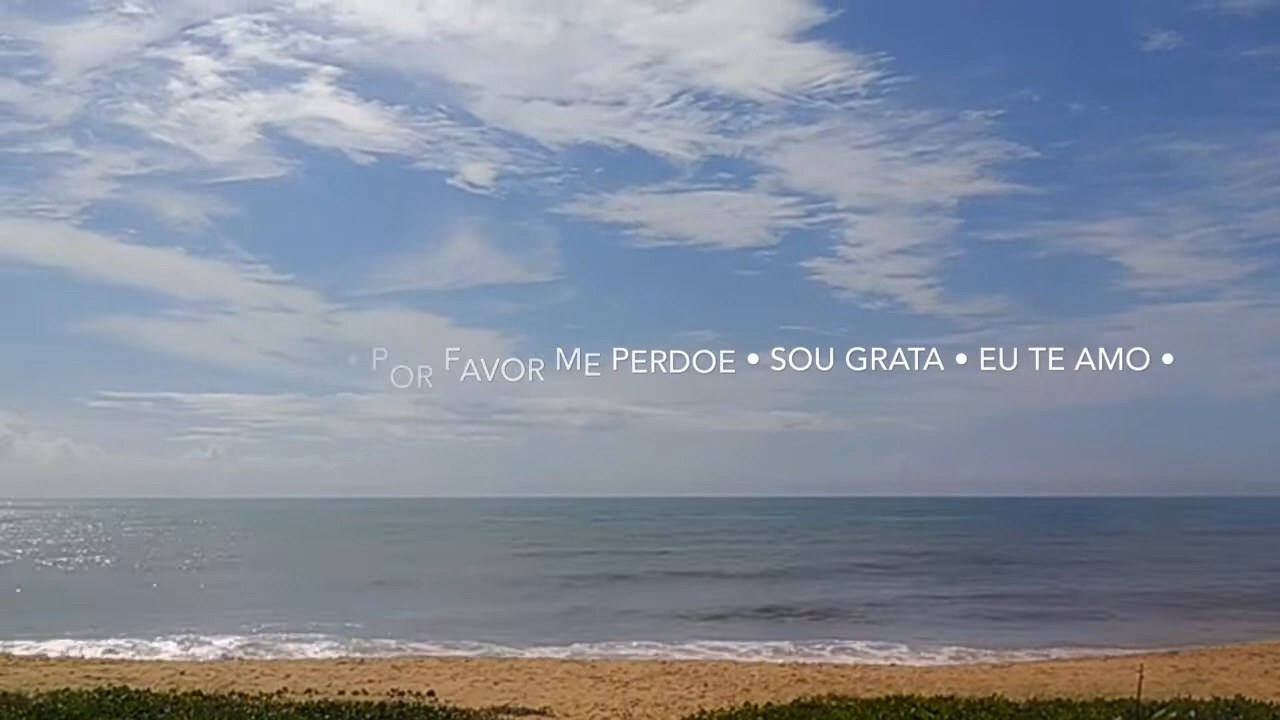 • POR FAVOR ME PERDOE • SOU GRATA • EU TE AMO •